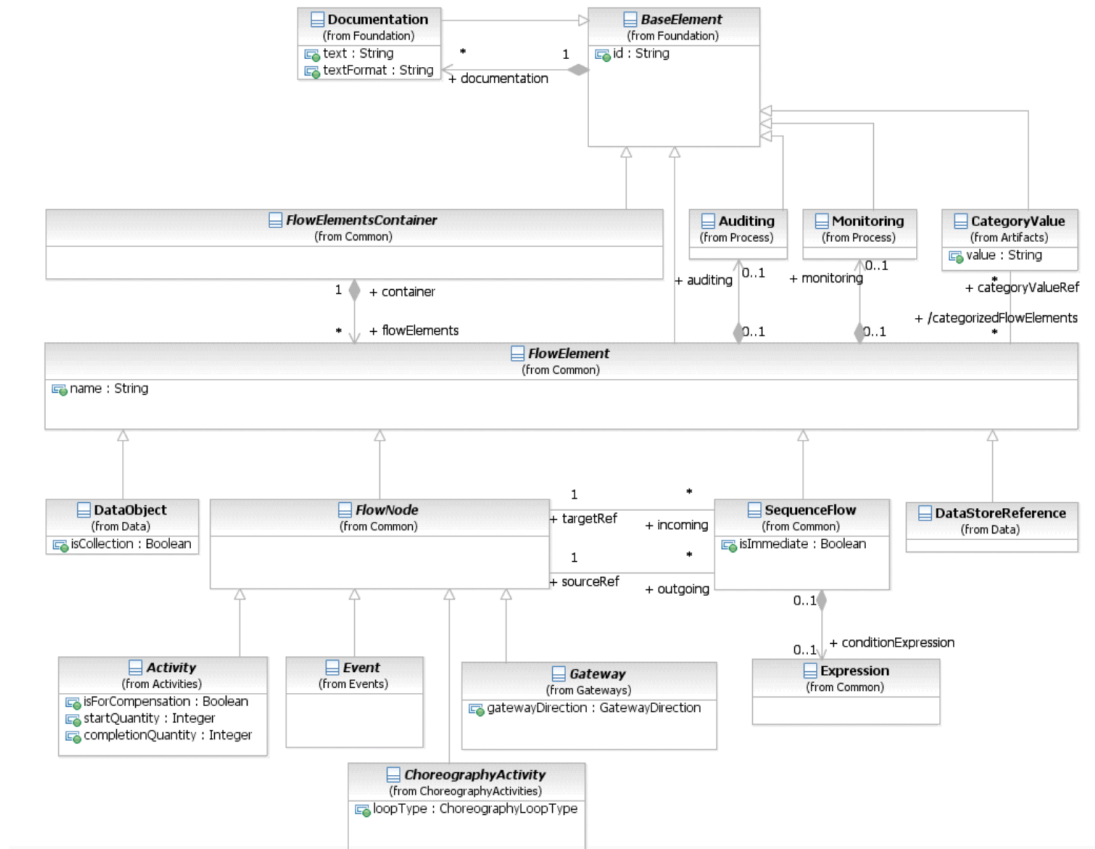 Documentation
(from Foundation)
text : String
textFormat : String
BaseElement
(from Foundation)
id : String
*
1
+ documentation
FlowElementsContainer
(from Common)
Auditing
(from Process)
Monitoring
(from Process)
CategoryValue
(from Artifacts)
value : String
1
+ container
*
+ flowElements
+ auditing
0..1
0..1
+ monitoring
0..1
0..1
*
+ categoryValueRef
+ /categorizedFlowElements
*
FlowElement
(from Common)
name : String
DataObject
(from Data)
isCollection : Boolean
FlowNode
(from Common)
1
*
+ targetRef
+ incoming
1
*
+ sourceRef
+ outgoing
SequenceFlow
(from Common)
isImmediate : Boolean
DataStoreReference
(from Data)
0..1
+ conditionExpression
0..1
Activity
(from Activities)
isForCompensation : Boolean
startQuantity : Integer
completionQuantity : Integer
Event
(from Events)
Gateway
(from Gateways)
gatewayDirection : GatewayDirection
Expression
(from Common)
ChoreographyActivity
(from ChoreographyActivities)
loopType : ChoreographyLoopType